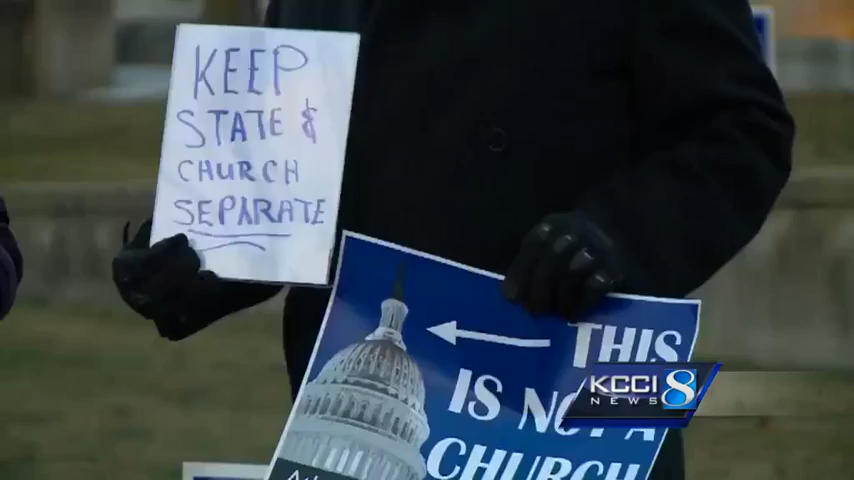 KEEP
STATE &
CHURCH
SEPARATE
THIS
IS NOT A
CHURCH
KCCI 8
NEWS